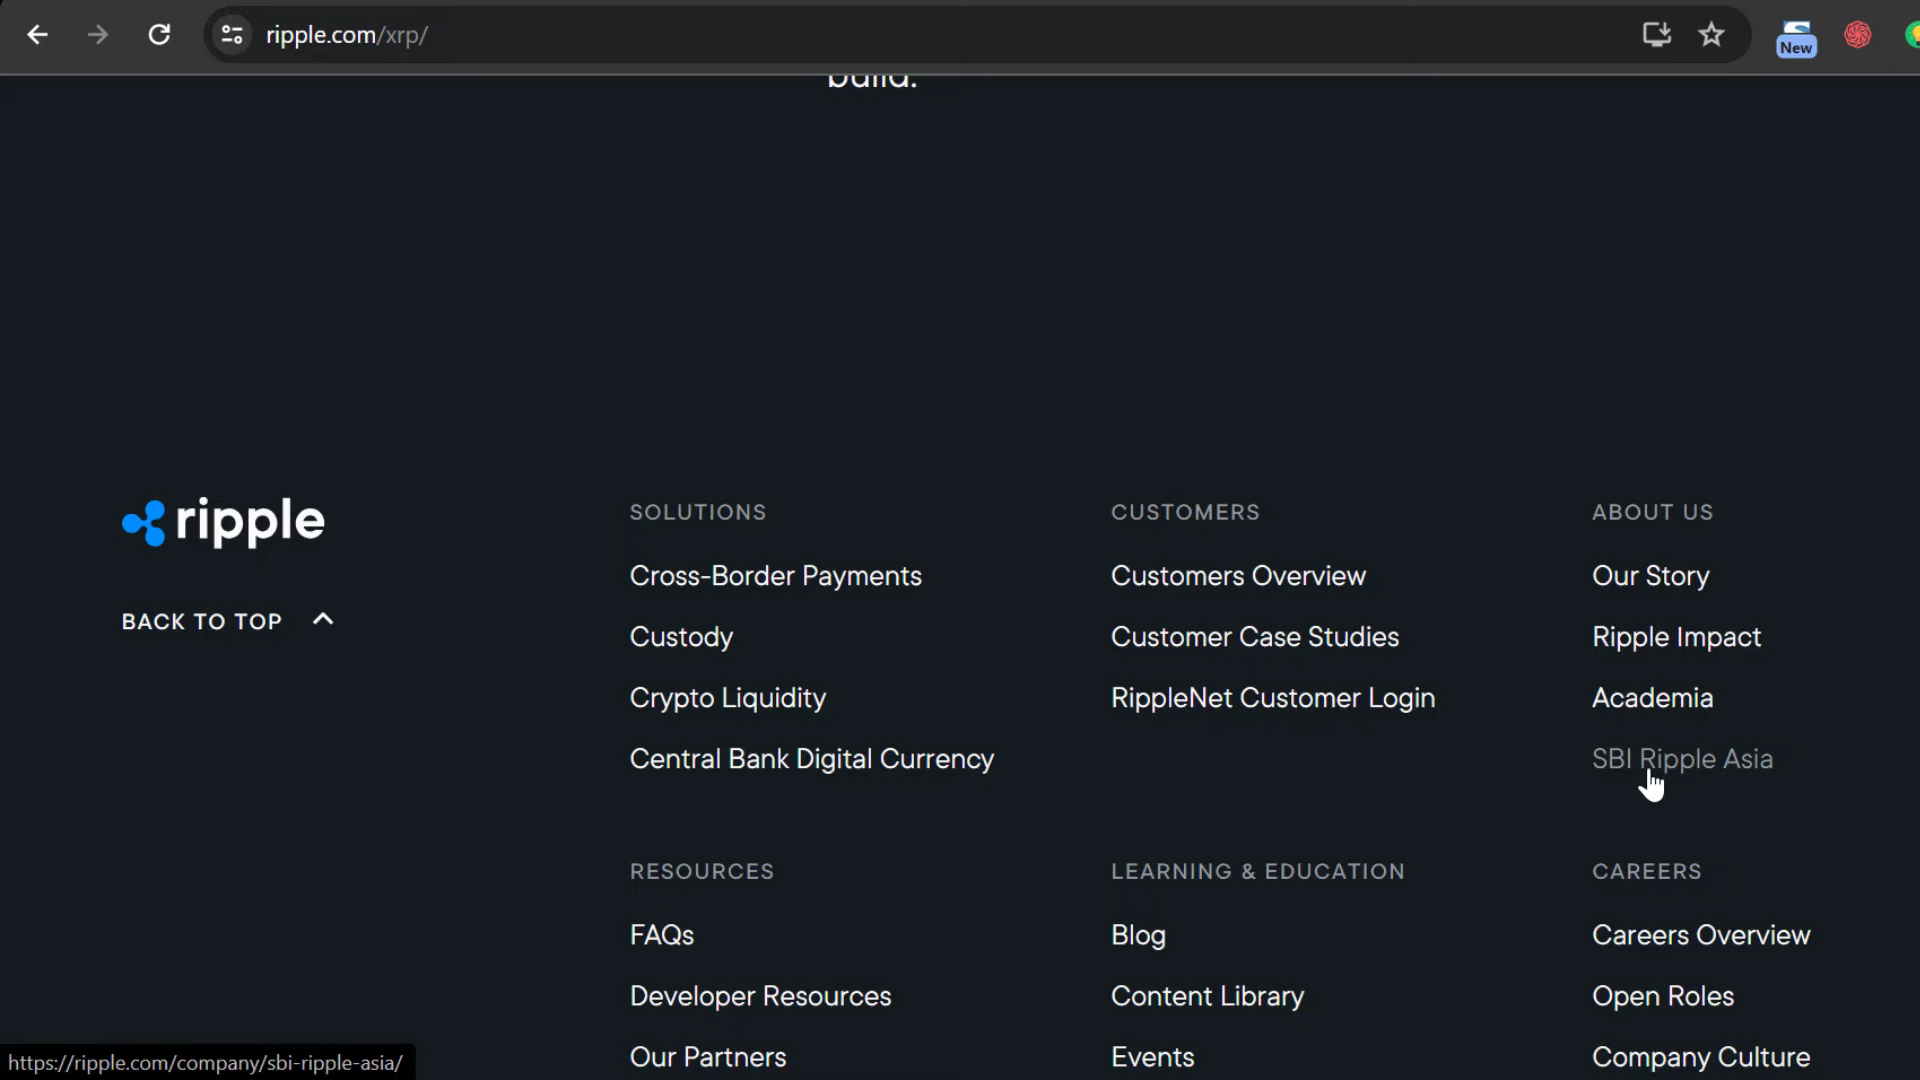 ripple.com/xrp/
New
build.
ripple
BACK TO TOP
SOLUTIONS
Cross-Border Payments
Custody
Crypto Liquidity
Central Bank Digital Currency
CUSTOMERS
Customers Overview
Customer Case Studies
RippleNet Customer Login
ABOUT US
Our Story
Ripple Impact
Academia
SBI Ripple Asia
RESOURCES
FAQs
Developer Resources
Our Partners
LEARNING & EDUCATION
Blog
Content Library
Events
CAREERS
Careers Overview
Open Roles
Company Culture
https://ripple.com/company/sbi-ripple-asia/